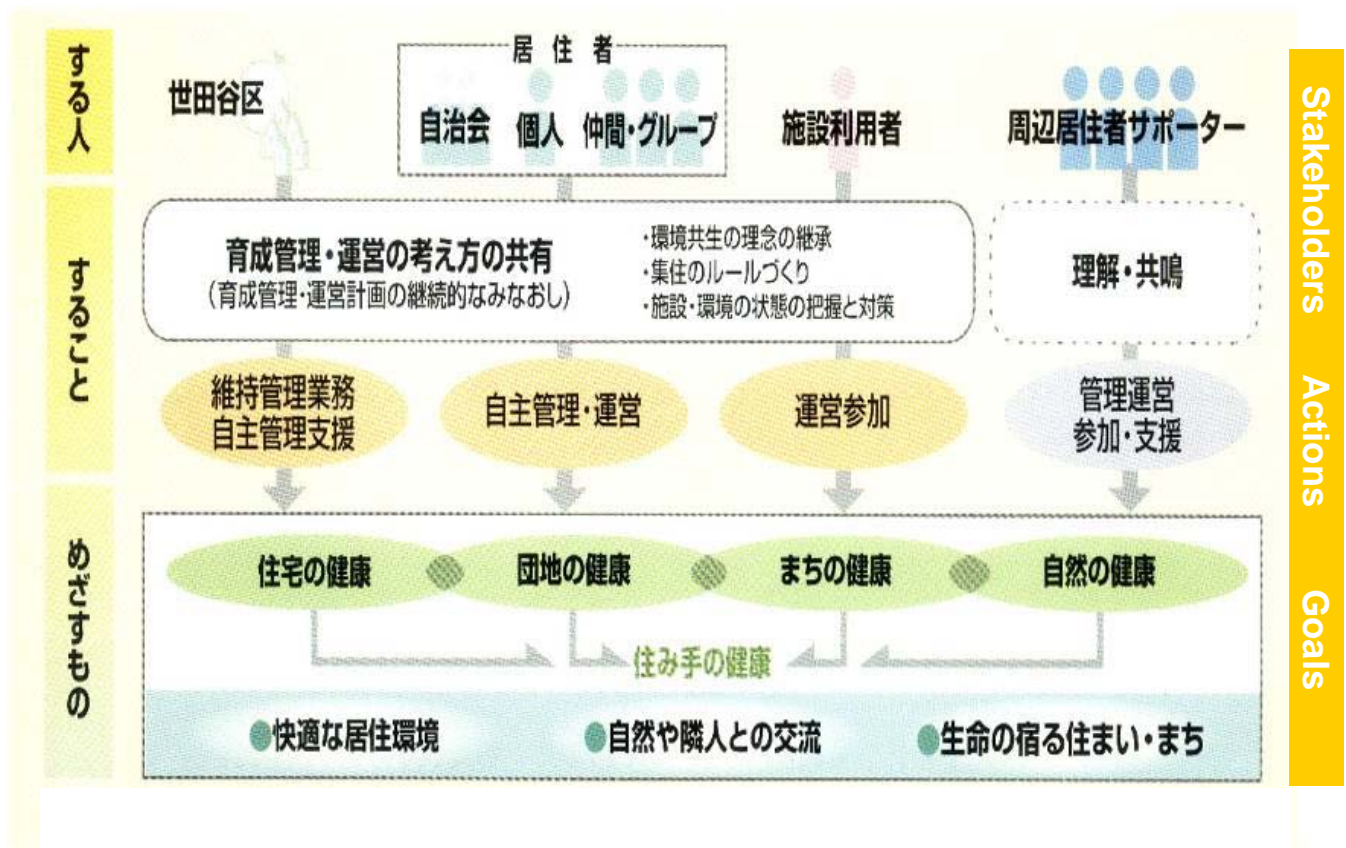 する人
世田谷区
居住者
自治会 個人 仲間・グループ
施設利用者
周辺居住者サポーター
すること
育成管理・運営の考え方の共有
(育成管理・運営計画の継続的なみなおし)
・環境共生の理念の継承
・集住のルールづくり
・施設・環境の状態の把握と対策
理解・共鳴
維持管理業務
自主管理支援
自主管理・運営
運営参加
管理運営
参加・支援
めざすもの
住宅の健康
団地の健康
まちの健康
自然の健康
住み手の健康
●快適な居住環境
●自然や隣人との交流
●生命の宿る住まい・まち
Stakeholders
Actions
Goals